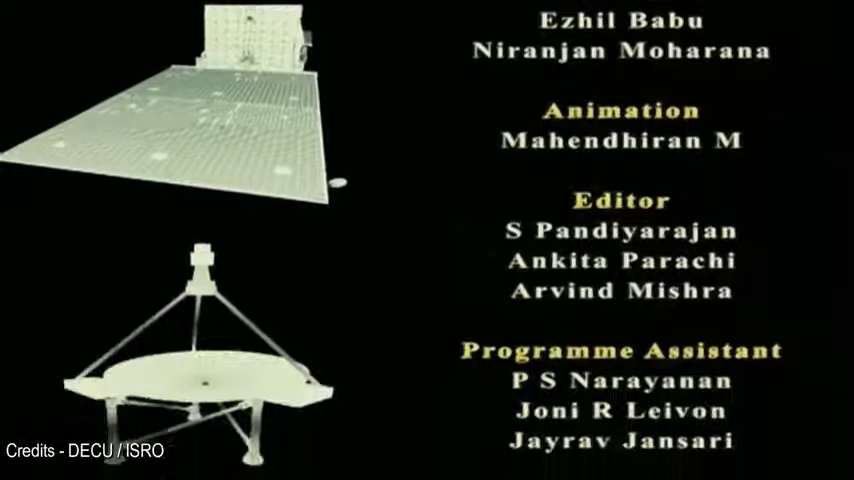 Ezhil Babu
Niranjan Moharana
Animation
Mahendhiran M
Editor
S Pandiyarajan
Ankita Parachi
Arvind Mishra
Programme Assistant
P S Narayanan
Joni R Leivon
Jayrav Jansari
Credits - DECU / ISRO